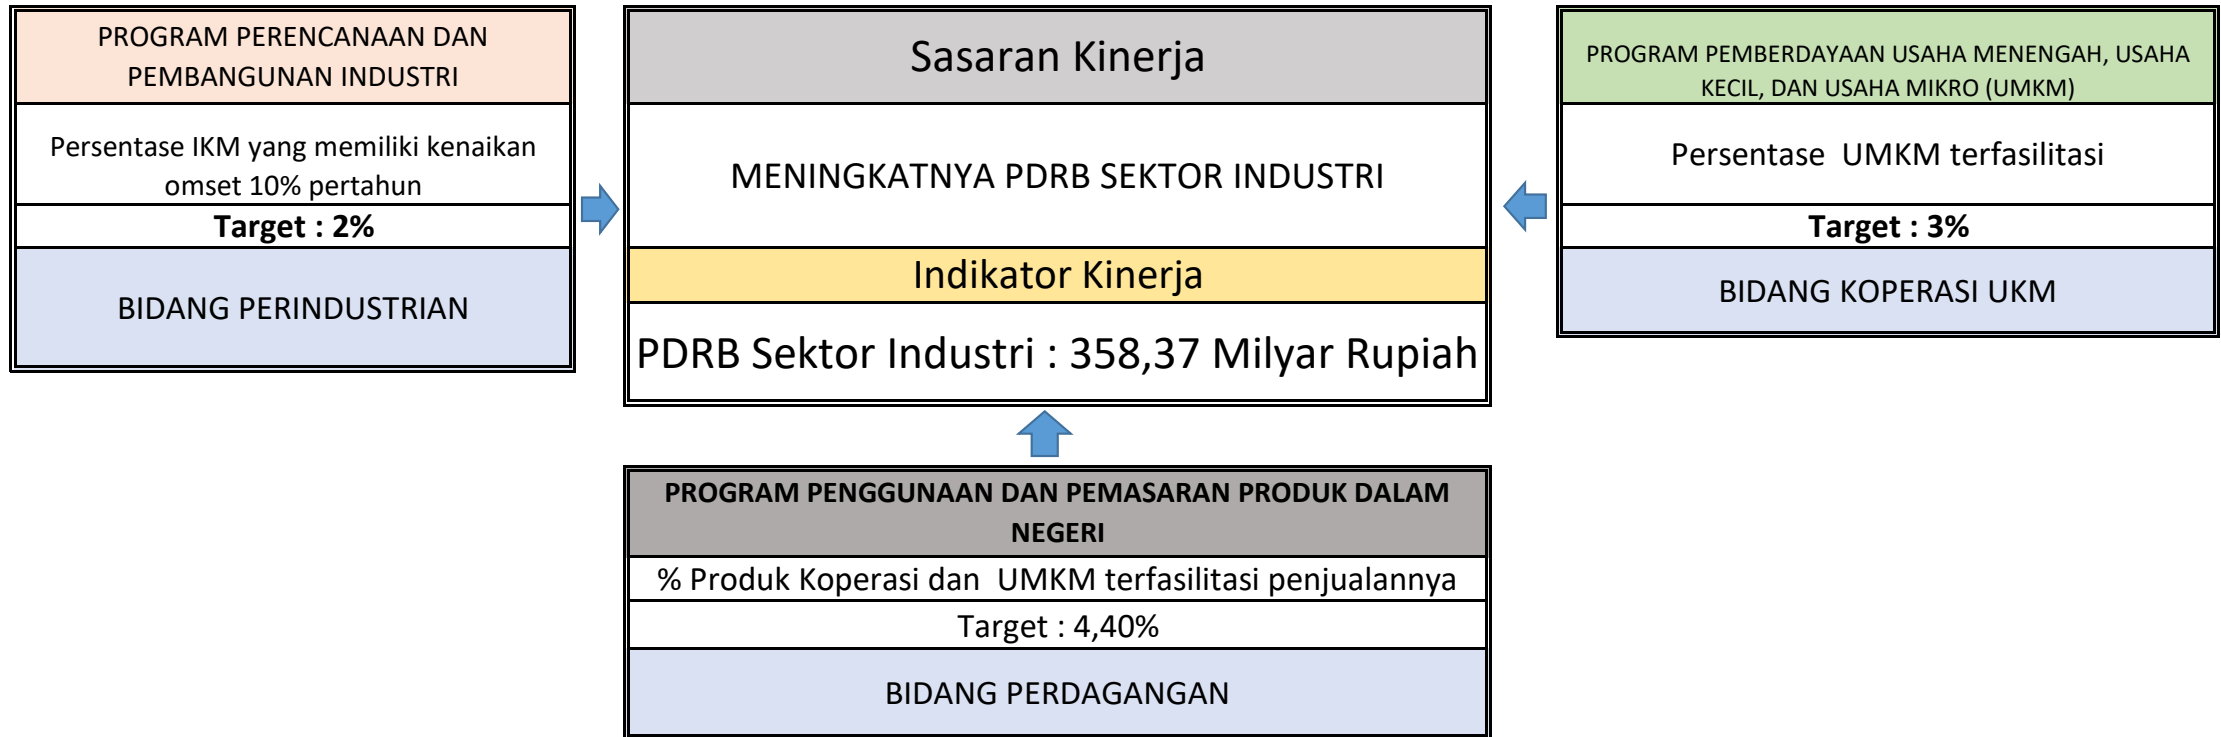 PROGRAM PERENCANAAN DAN
PEMBANGUNAN INDUSTRI
Persentase IKM yang memiliki kenaikan
omset 10% pertahun
Target : 2%
BIDANG PERINDUSTRIAN
Sasaran Kinerja
MENINGKATNYA PDRB SEKTOR INDUSTRI
Indikator Kinerja
PDRB Sektor Industri : 358,37 Milyar Rupiah
PROGRAM PEMBERDAYAAN USAHA MENENGAH, USAHA
KECIL, DAN USAHA MIKRO (UMKM)
Persentase  UMKM terfasilitasi
Target : 3%
BIDANG KOPERASI UKM
PROGRAM PENGGUNAAN DAN PEMASARAN PRODUK DALAM
NEGERI
% Produk Koperasi dan  UMKM terfasilitasi penjualannya
Target : 4,40%
BIDANG PERDAGANGAN